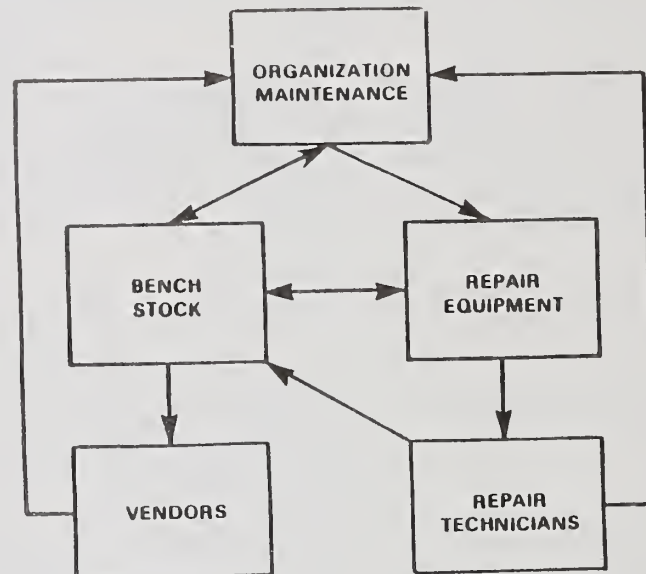 ORGANIZATION
MAINTENANCE
BENCH
STOCK
REPAIR
EQUIPMENT
VENDORS
REPAIR
TECHNICIANS